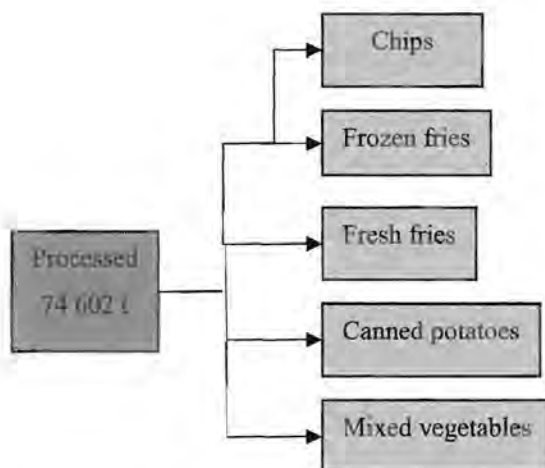 Chips
Frozen fries
Fresh fries
Processed
74 602 t
Canned potatoes
Mixed vegetables